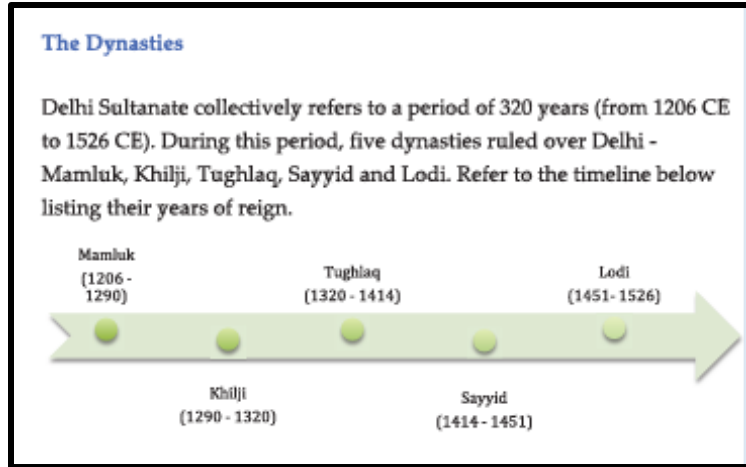 The Dynasties
Delhi Sultanate collectively refers to a period of 320 years (from 1206 CE
to 1526 CE). During this period, five dynasties ruled over Delhi -
Mamluk, Khilji, Tughlaq, Sayyid and Lodi. Refer to the timeline below
listing their years of reign.
Mamluk
(1206 -
1290)
Khilji
(1290 - 1320)
Tughlaq
(1320 - 1414)
Sayyid
(1414 - 1451)
Lodi
(1451- 1526)